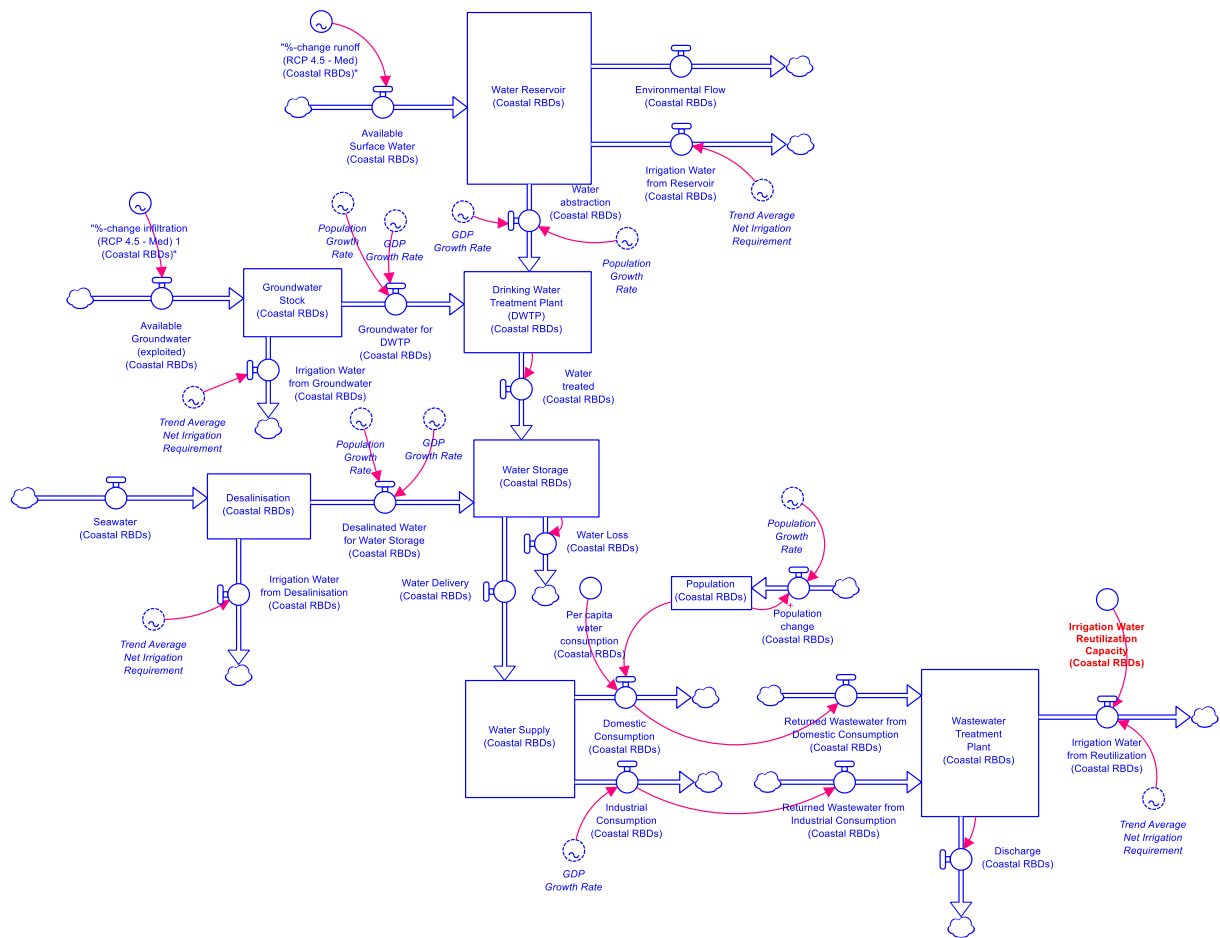 "%-change runoff
(RCP 4.5 - Med)
(Coastal RBDs)"
Available
Surface Water
(Coastal RBDs)
Water Reservoir
(Coastal RBDs)
Environmental Flow
(Coastal RBDs)
Irrigation Water
from Reservoir
(Coastal RBDs)
Trend Average
Net Irrigation
Requirement
Water
abstraction
(Coastal RBDs)
GDP
Growth Rate
Population
Growth
Rate
"%-change infiltration
(RCP 4.5 - Med) 1
(Coastal RBDs)"
Population
Growth
Rate
GDP
Growth Rate
Available
Groundwater
(exploited)
(Coastal RBDs)
Groundwater
Stock
(Coastal RBDs)
Groundwater for
DWTP
(Coastal RBDs)
Drinking Water
Treatment Plant
(DWTP)
(Coastal RBDs)
Irrigation Water
from Groundwater
(Coastal RBDs)
Trend Average
Net Irrigation
Requirement
Water
treated
(Coastal RBDs)
Population
Growth
Rate
GDP
Growth Rate
Water Storage
(Coastal RBDs)
Seawater
(Coastal RBDs)
Desalinisation
(Coastal RBDs)
Desalinated Water
for Water Storage
(Coastal RBDs)
Water Loss
(Coastal RBDs)
Irrigation Water
from Desalinisation
(Coastal RBDs)
Trend Average
Net Irrigation
Requirement
Water Delivery
(Coastal RBDs)
Per capita
water
consumption
(Coastal RBDs)
Population
(Coastal RBDs)
Population
Growth
Rate
+
Population
change
(Coastal RBDs)
Water Supply
(Coastal RBDs)
Domestic
Consumption
(Coastal RBDs)
Industrial
Consumption
(Coastal RBDs)
GDP
Growth Rate
Returned Wastewater from
Domestic Consumption
(Coastal RBDs)
Returned Wastewater from
Industrial Consumption
(Coastal RBDs)
Wastewater
Treatment
Plant
(Coastal RBDs)
Irrigation Water
Reutilization
Capacity
(Coastal RBDs)
Irrigation Water
from Reutilization
(Coastal RBDs)
Trend Average
Net Irrigation
Requirement
Discharge
(Coastal RBDs)